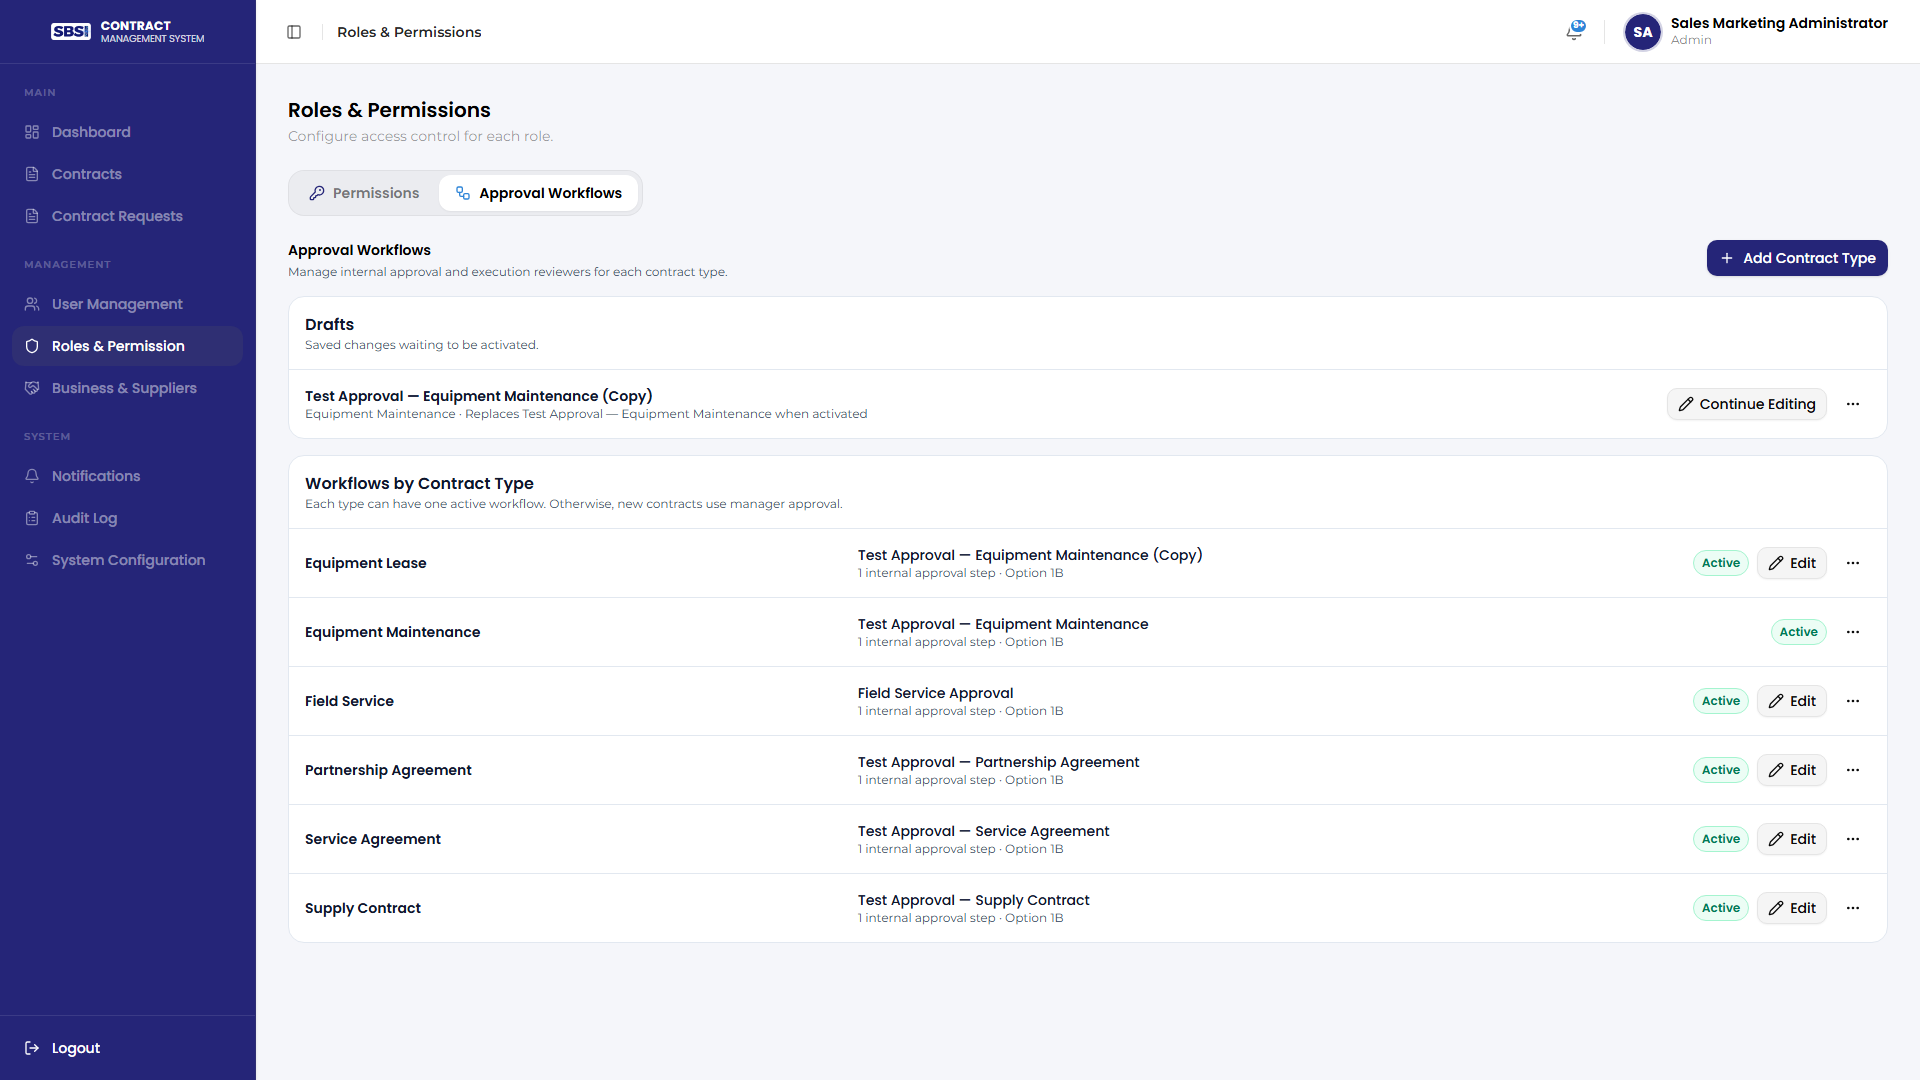 SBSI CONTRACT
MANAGEMENT SYSTEM
MAIN
Dashboard
Contracts
Contract Requests
MANAGEMENT
User Management
Roles & Permission
Business & Suppliers
SYSTEM
Notifications
Audit Log
System Configuration
Logout
Roles & Permissions
9+
SA
Sales Marketing Administrator
Admin
Roles & Permissions
Configure access control for each role.
Permissions
Approval Workflows
Approval Workflows
Manage internal approval and execution reviewers for each contract type.
Add Contract Type
Drafts
Saved changes waiting to be activated.
Test Approval — Equipment Maintenance (Copy)
Equipment Maintenance · Replaces Test Approval — Equipment Maintenance when activated
Continue Editing
Workflows by Contract Type
Each type can have one active workflow. Otherwise, new contracts use manager approval.
Equipment Lease
Test Approval — Equipment Maintenance (Copy)
1 internal approval step · Option 1B
Active
Edit
Equipment Maintenance
Test Approval — Equipment Maintenance
1 internal approval step · Option 1B
Active
Field Service
Field Service Approval
1 internal approval step · Option 1B
Active
Edit
Partnership Agreement
Test Approval — Partnership Agreement
1 internal approval step · Option 1B
Active
Edit
Service Agreement
Test Approval — Service Agreement
1 internal approval step · Option 1B
Active
Edit
Supply Contract
Test Approval — Supply Contract
1 internal approval step · Option 1B
Active
Edit